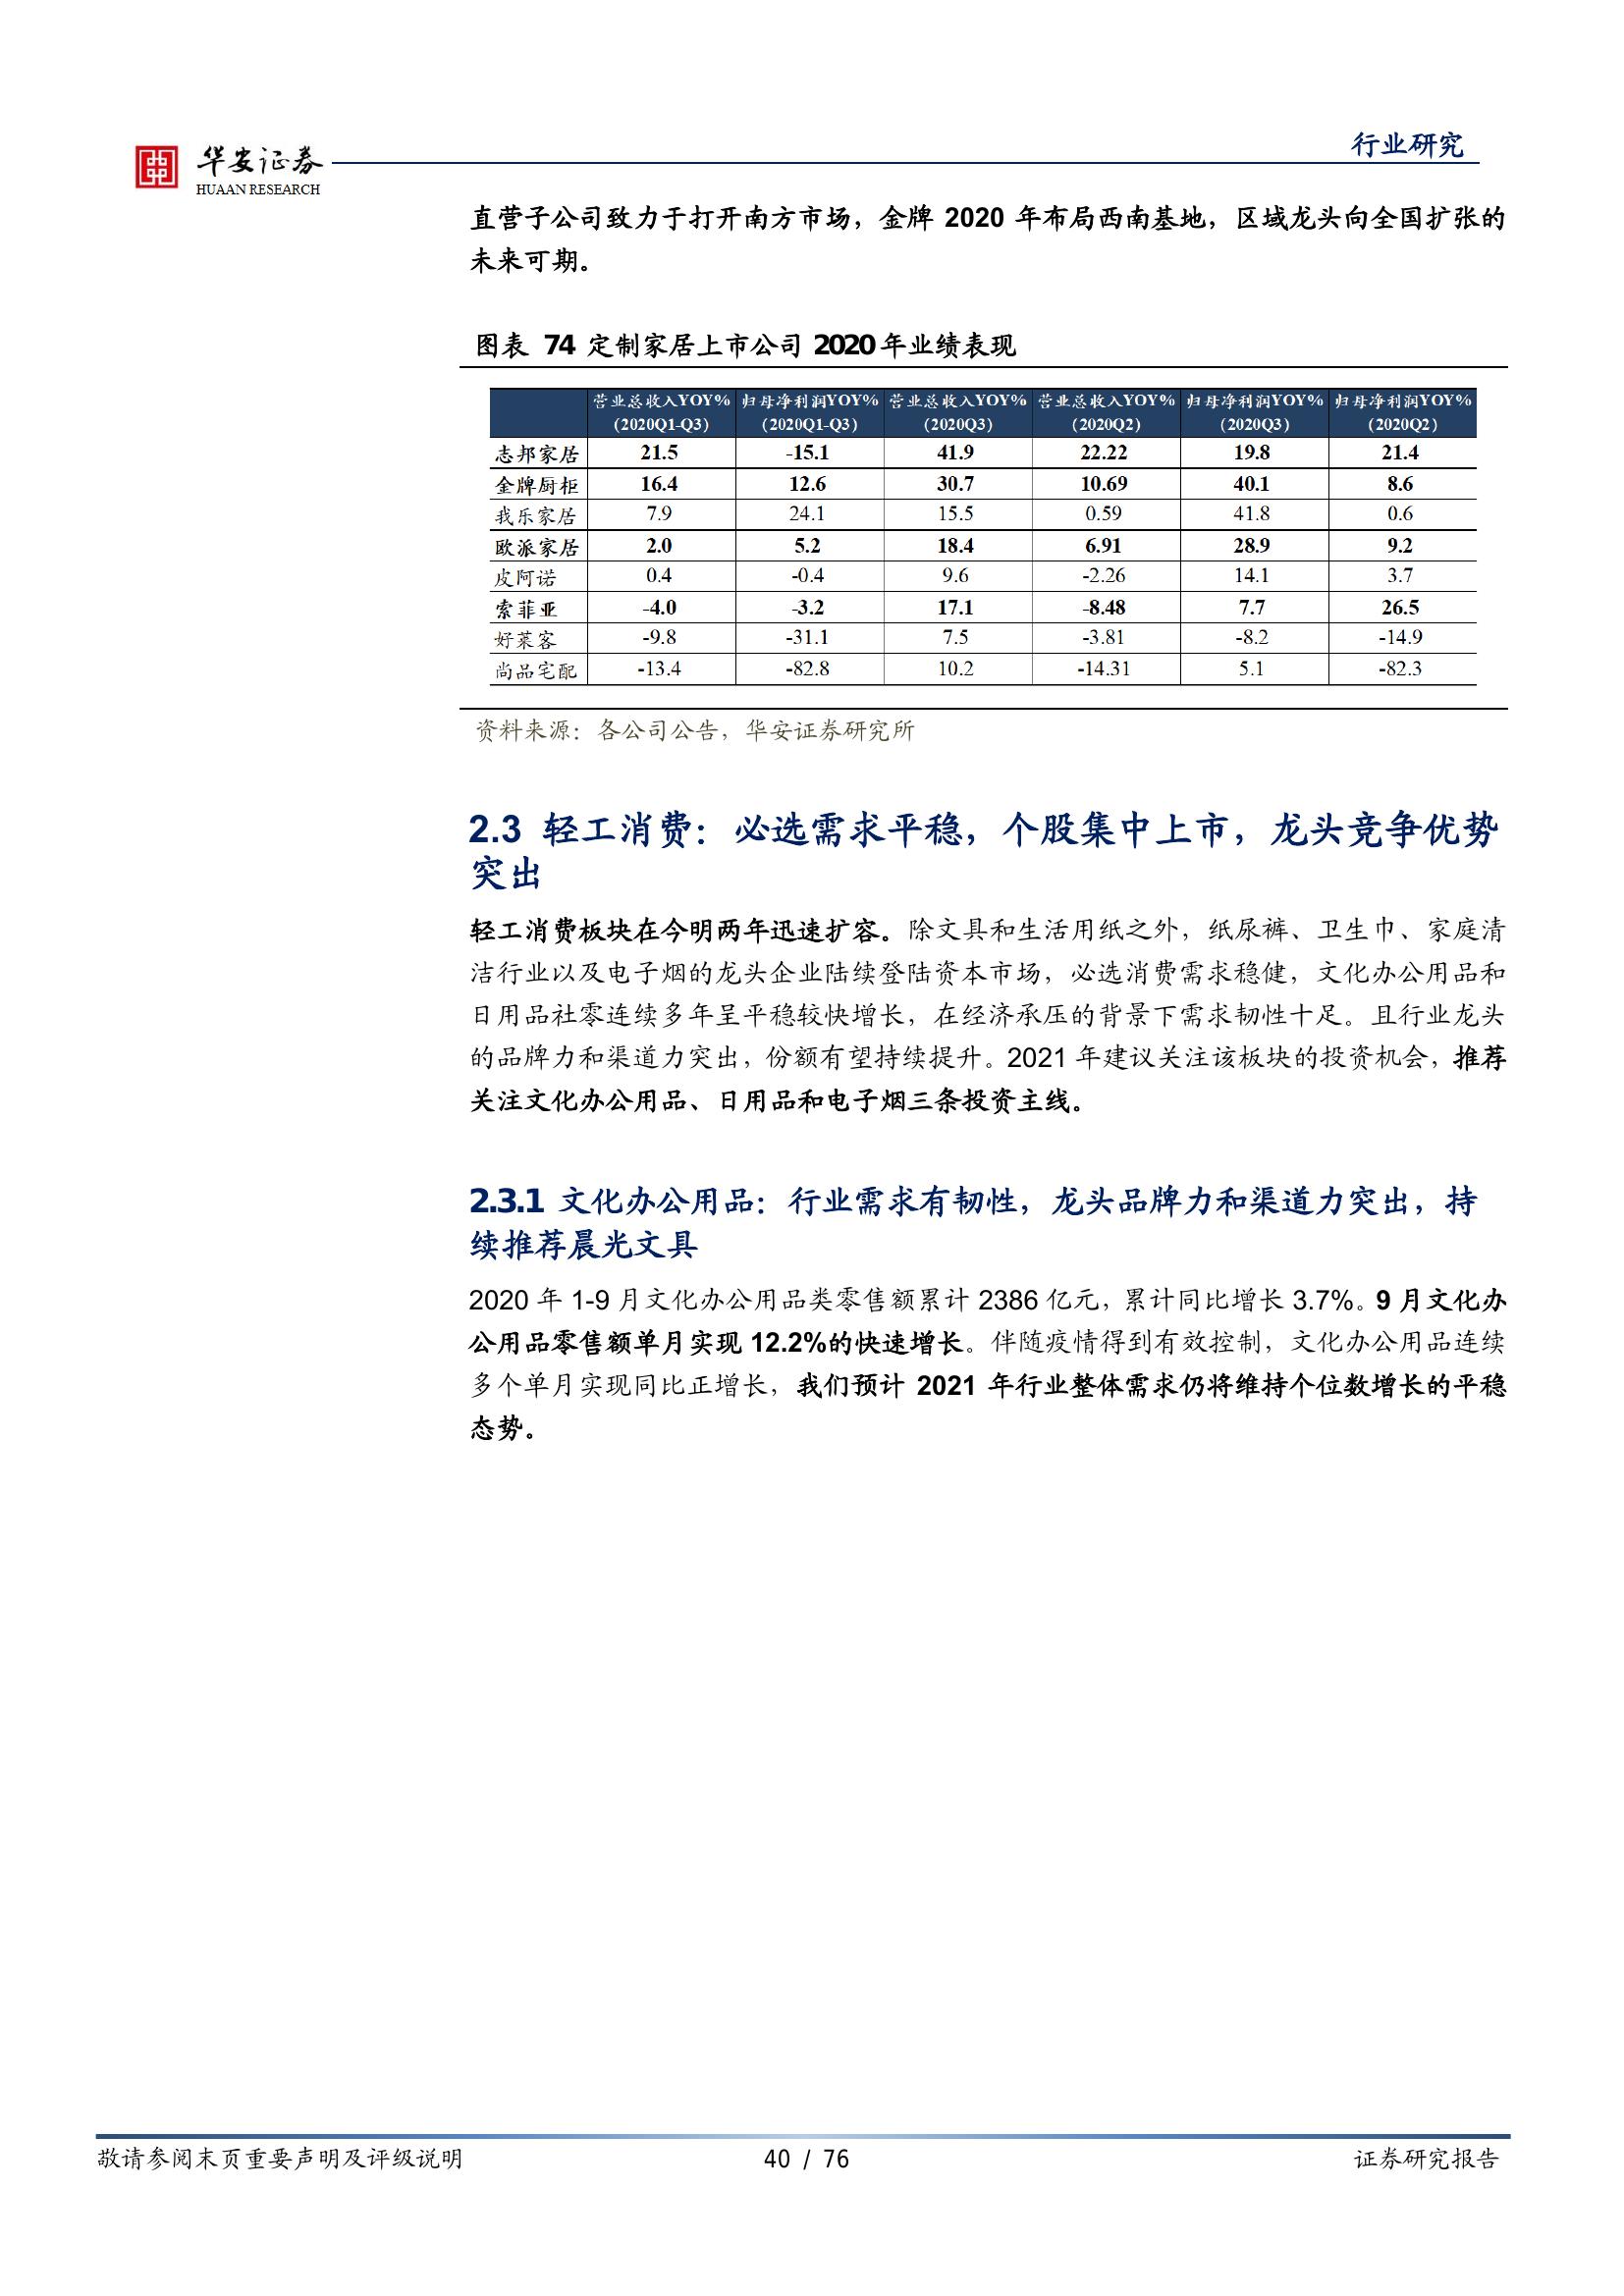 华安证券
HUAAN RESEARCH
行业研究
直营子公司致力于打开南方市场，金牌 2020 年布局西南基地，区域龙头向全国扩张的
未来可期。
图表 74 定制家居上市公司 2020 年业绩表现
营业总收入YOY% 归母净利润YOY% 营业总收入YOY% 营业总收入YOY% 归母净利润YOY% 归母净利润YOY%
（2020Q1-Q3） （2020Q1-Q3） （2020Q3） （2020Q2） （2020Q3） （2020Q2）
志邦家居 21.5 -15.1 41.9 22.22 19.8 21.4
金牌厨柜 16.4 12.6 30.7 10.69 40.1 8.6
我乐家居 7.9 24.1 15.5 0.59 41.8 0.6
欧派家居 2.0 5.2 18.4 6.91 28.9 9.2
皮阿诺 0.4 -0.4 9.6 -2.26 14.1 3.7
索菲亚 -4.0 -3.2 17.1 -8.48 7.7 26.5
好莱客 -9.8 -31.1 7.5 -3.81 -8.2 -14.9
尚品宅配 -13.4 -82.8 10.2 -14.31 5.1 -82.3
资料来源：各公司公告，华安证券研究所
2.3 轻工消费：必选需求平稳，个股集中上市，龙头竞争优势
突出
轻工消费板块在今明两年迅速扩容。除文具和生活用纸之外，纸尿裤、卫生巾、家庭清
洁行业以及电子烟的龙头企业陆续登陆资本市场，必选消费需求稳健，文化办公用品和
日用品社零连续多年呈平稳较快增长，在经济承压的背景下需求韧性十足。且行业龙头
的品牌力和渠道力突出，份额有望持续提升。2021 年建议关注该板块的投资机会，推荐
关注文化办公用品、日用品和电子烟三条投资主线。
2.3.1 文化办公用品：行业需求有韧性，龙头品牌力和渠道力突出，持
续推荐晨光文具
2020 年 1-9 月文化办公用品类零售额累计 2386 亿元，累计同比增长 3.7%。9 月文化办
公用品零售额单月实现 12.2%的快速增长。伴随疫情得到有效控制，文化办公用品连续
多个单月实现同比正增长，我们预计 2021 年行业整体需求仍将维持个位数增长的平稳
态势。
敬请参阅末页重要声明及评级说明 40 / 76 证券研究报告